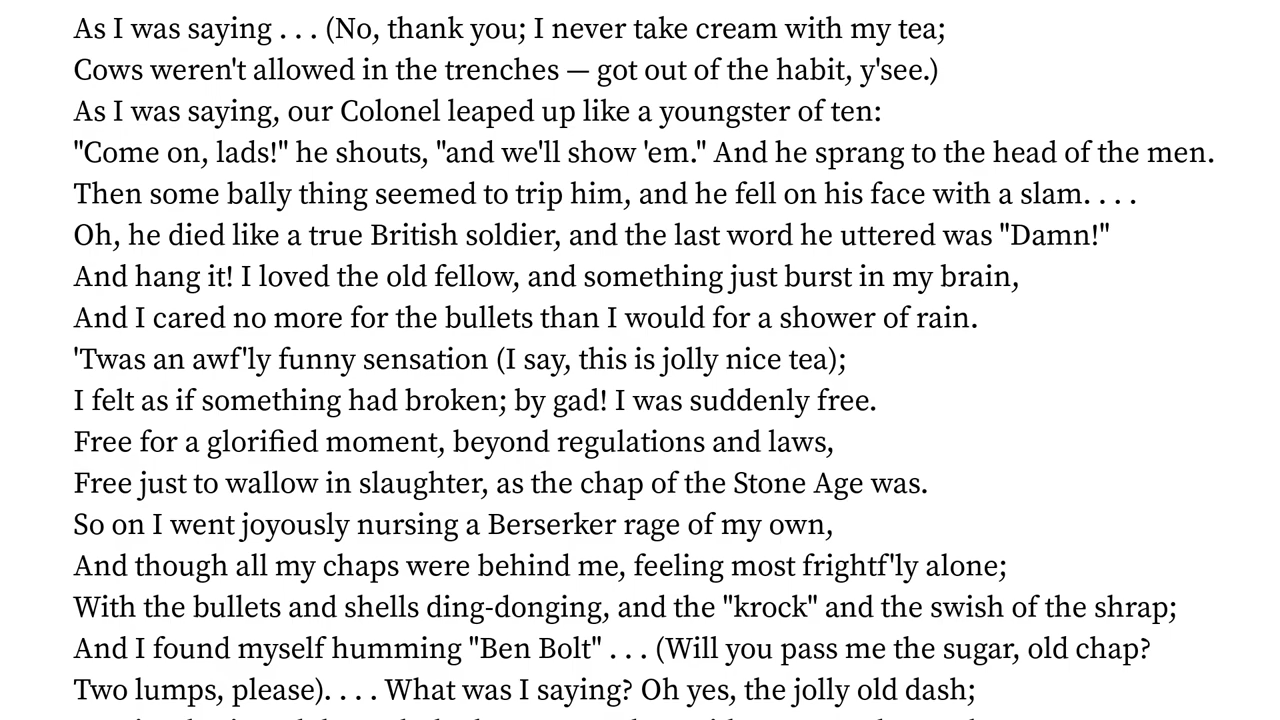 As I was saying . . . (No, thank you; I never take cream with my tea;
Cows weren't allowed in the trenches — got out of the habit, y'see.)
As I was saying, our Colonel leaped up like a youngster of ten:
"Come on, lads!" he shouts, "and we'll show 'em." And he sprang to the head of the men.
Then some bally thing seemed to trip him, and he fell on his face with a slam. . . .
Oh, he died like a true British soldier, and the last word he uttered was "Damn!"
And hang it! I loved the old fellow, and something just burst in my brain,
And I cared no more for the bullets than I would for a shower of rain.
'Twas an awf'ly funny sensation (I say, this is jolly nice tea);
I felt as if something had broken; by gad! I was suddenly free.
Free for a glorified moment, beyond regulations and laws,
Free just to wallow in slaughter, as the chap of the Stone Age was.
So on I went joyously nursing a Berserker rage of my own,
And though all my chaps were behind me, feeling most frightf'ly alone;
With the bullets and shells ding-donging, and the "krock" and the swish of the shrap;
And I found myself humming "Ben Bolt" . . . (Will you pass me the sugar, old chap?
Two lumps, please). . . . What was I saying? Oh yes, the jolly old dash;